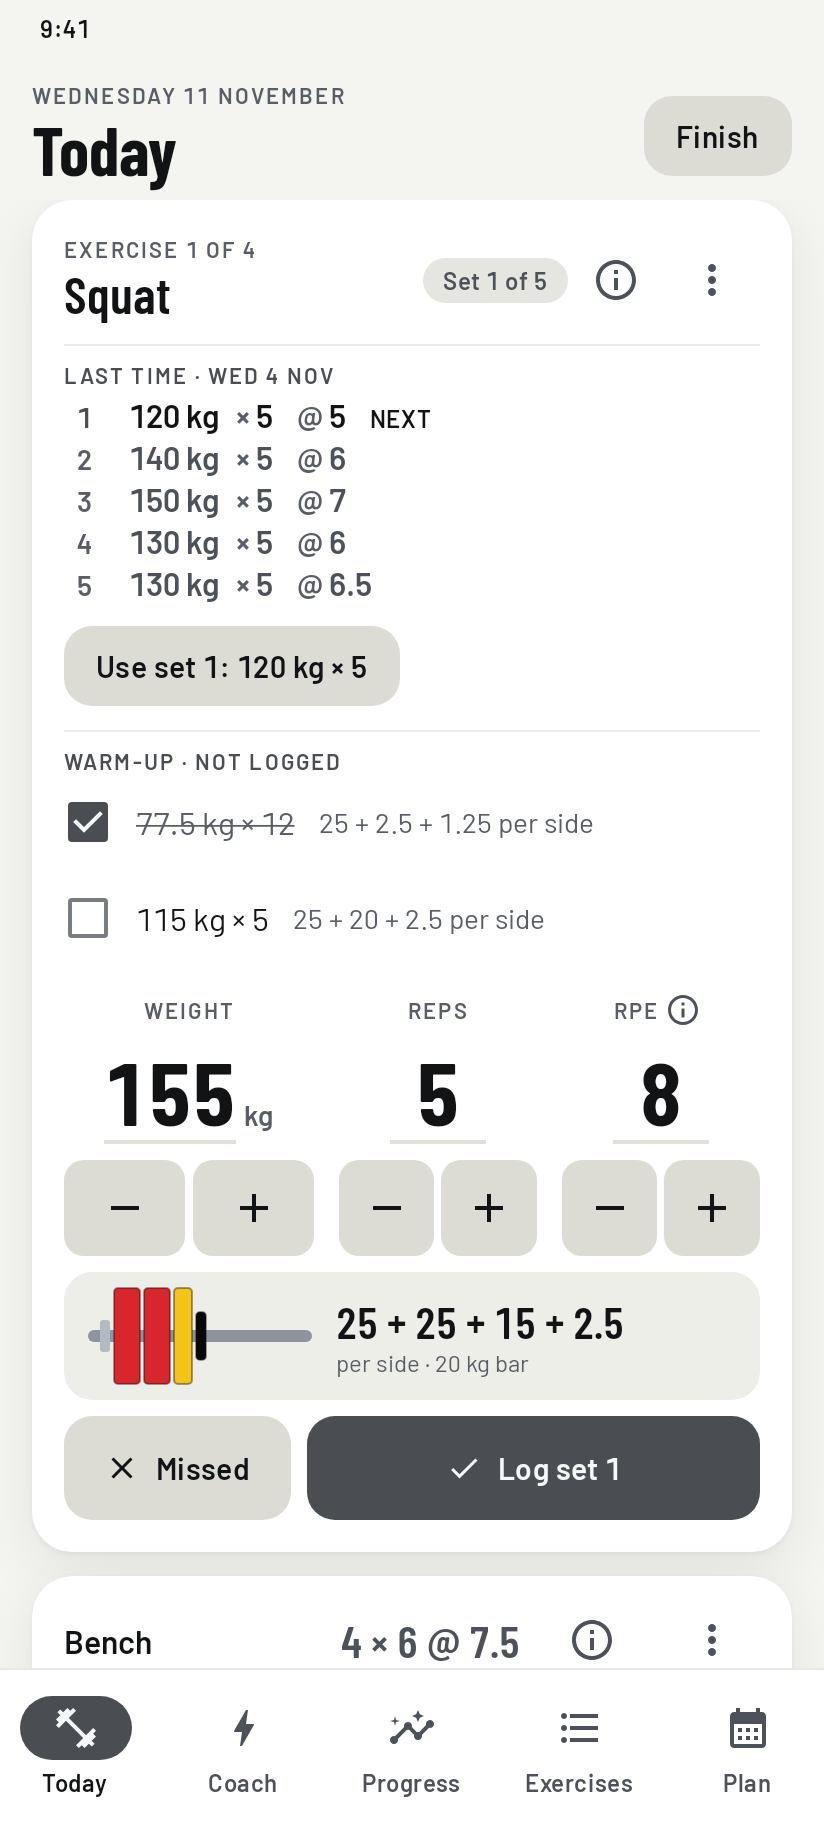 9:41
WEDNESDAY 11 NOVEMBER
Today
Finish
EXERCISE 1 OF 4
Squat
Set 1 of 5
LAST TIME · WED 4 NOV
1 120 kg × 5 @ 5 NEXT
2 140 kg × 5 @ 6
3 150 kg × 5 @ 7
4 130 kg × 5 @ 6
5 130 kg × 5 @ 6.5
Use set 1: 120 kg × 5
WARM-UP · NOT LOGGED
77.5 kg × 12 25 + 2.5 + 1.25 per side
115 kg × 5 25 + 20 + 2.5 per side
WEIGHT REPS RPE
155 kg 5 8
25 + 25 + 15 + 2.5
per side · 20 kg bar
Missed
Log set 1
Bench 4 × 6 @ 7.5
Today Coach Progress Exercises Plan